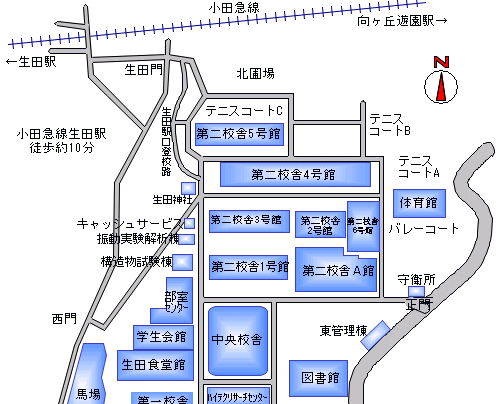 小田急線
向ヶ丘遊園駅→
←生田駅
生田門
北圃場
N
小田急線生田駅
徒歩約10分
生田駅口登校路
テニスコートC
テニス
コートB
第二校舎5号館
テニス
コートA
第二校舎4号館
生田神社
体育館
キャッシュサービス
第二校舎3号館
第二校舎
2号館
第二校舎
6号館
バレーコート
振動実験解析棟
構造物試験棟
第二校舎1号館
第二校舎A館
守衛所
正門
部室
センター
西門
学生会館
中央校舎
東管理棟
生田食堂館
図書館
馬場
第一校舎
ハイテクリサーチセンター